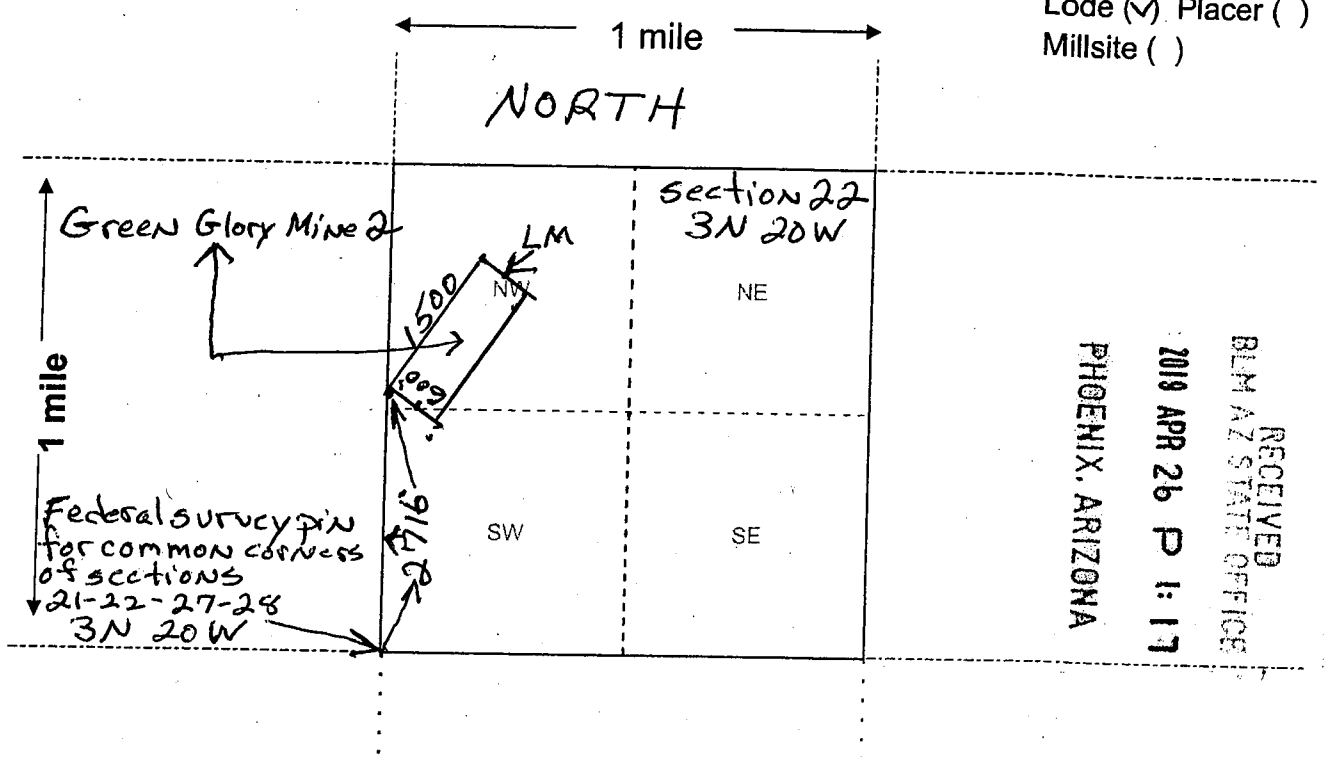 Lode (✓) Placer ( )
Millsite ( )
1 mile
NORTH
section 22
3N 20W
Green Glory Mine 2
LM
NW
NE
1500
600'
1 mile
Federal survey pin
for common corners
of sections
21-22-27-28
3N 20W
2716
SW
SE
RECEIVED
BLM AZ STATE OFFICE
2018 APR 26 P 1:17
PHOENIX, ARIZONA